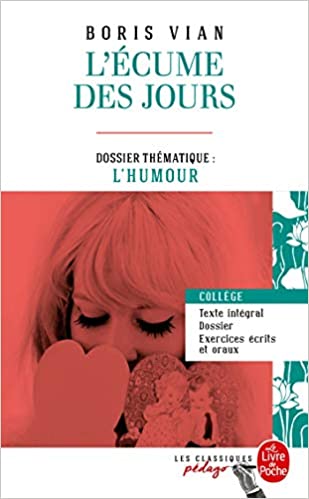 BORIS VIAN
L'ÉCUME
DES JOURS
DOSSIER THÉMATIQUE :
L'HUMOUR
COLLÈGE
Texte intégral
Dossier
Exercices écrits
et oraux
LES CLASSIQUES
pédago
Le Livre
de Poche